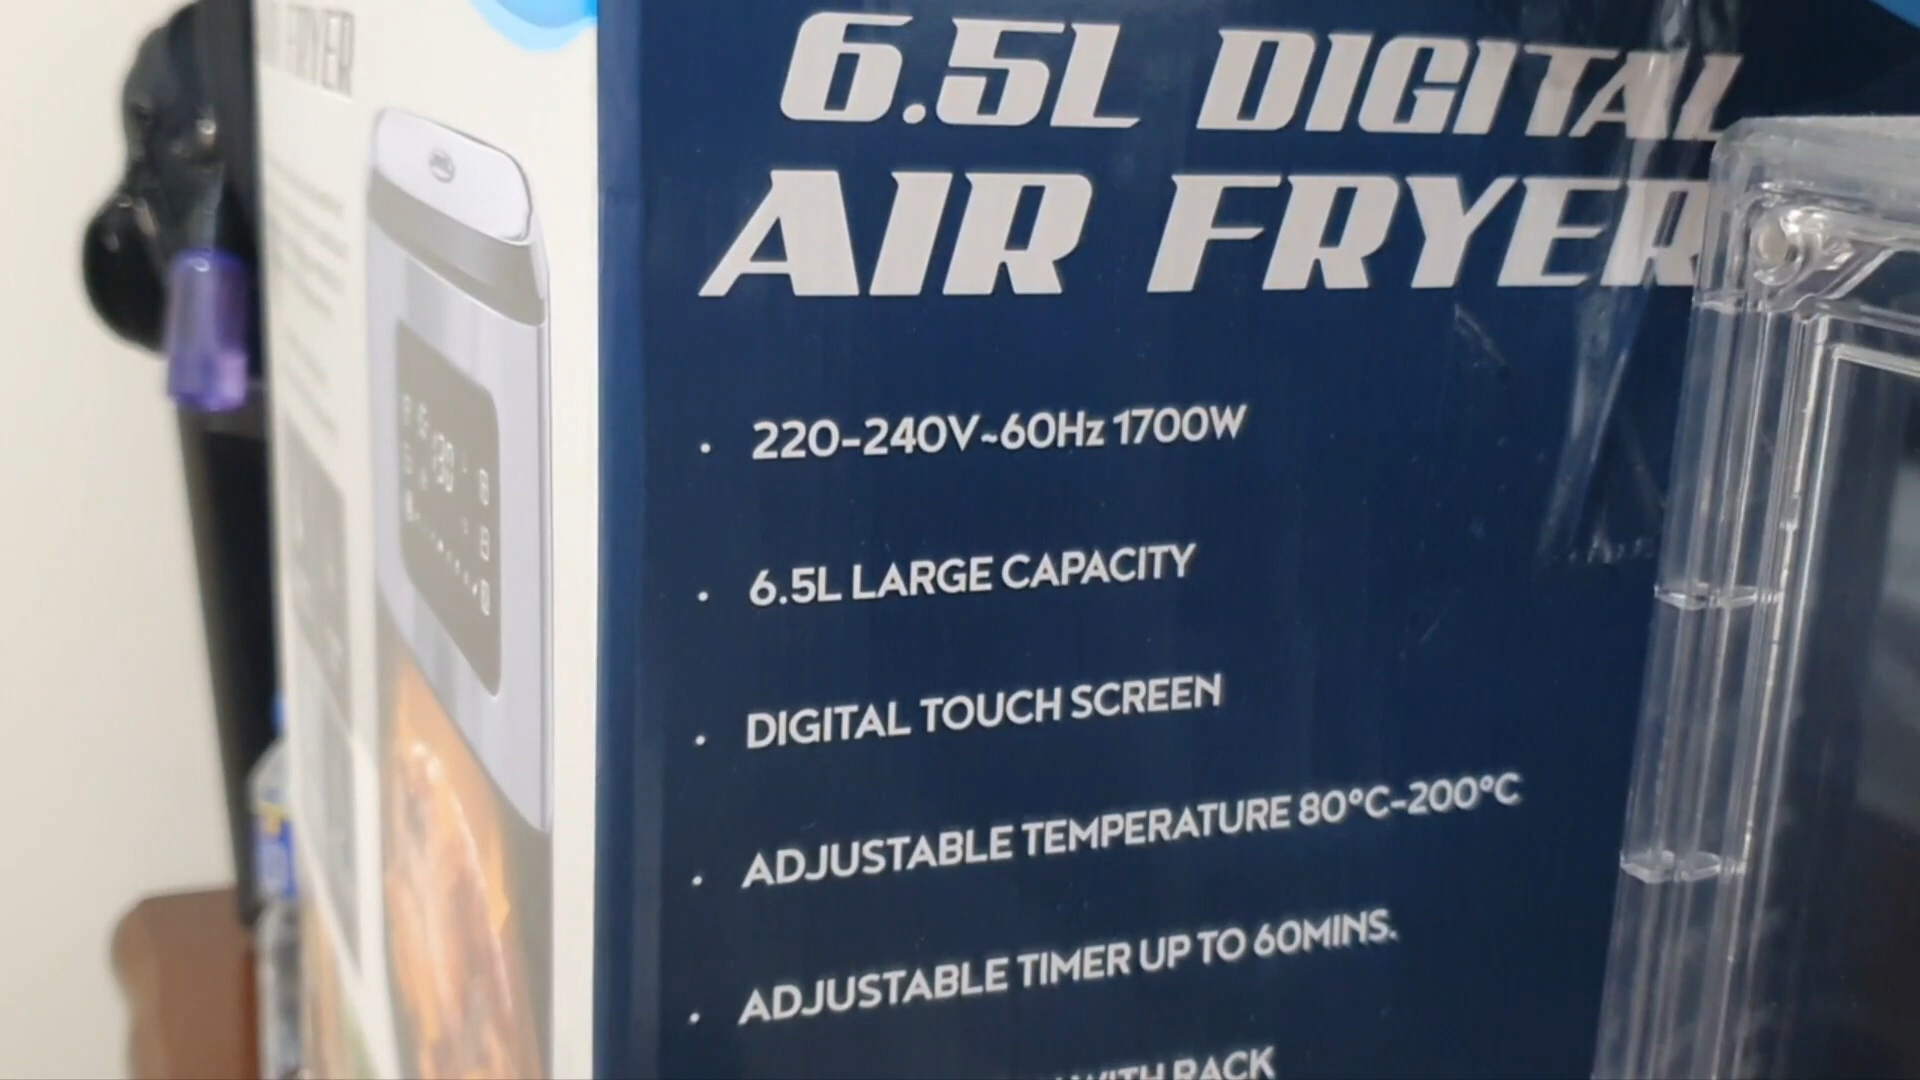 FRYER
6.5L DIGITAL
AIR FRYER
· 220-240V~60Hz 1700W
· 6.5L LARGE CAPACITY
· DIGITAL TOUCH SCREEN
· ADJUSTABLE TEMPERATURE 80°C-200°C
· ADJUSTABLE TIMER UP TO 60MINS.
WITH RACK